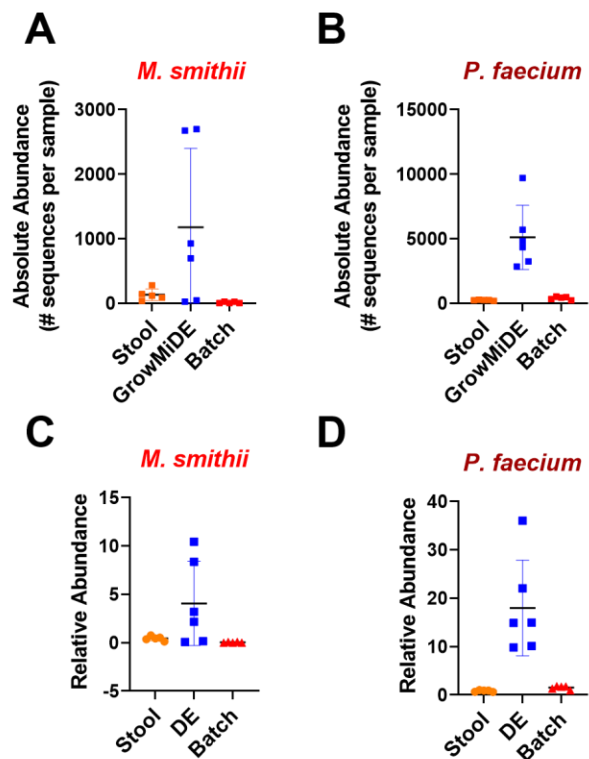 A
M. smithii
Absolute Abundance
(# sequences per sample)
3000
2000
1000
0
Stool
GrowMiDE
Batch
B
P. faecium
Absolute Abundance
(# sequences per sample)
15000
10000
5000
0
Stool
GrowMiDE
Batch
C
M. smithii
Relative Abundance
15
10
5
0
-5
Stool
DE
Batch
D
P. faecium
Relative Abundance
40
30
20
10
0
Stool
DE
Batch